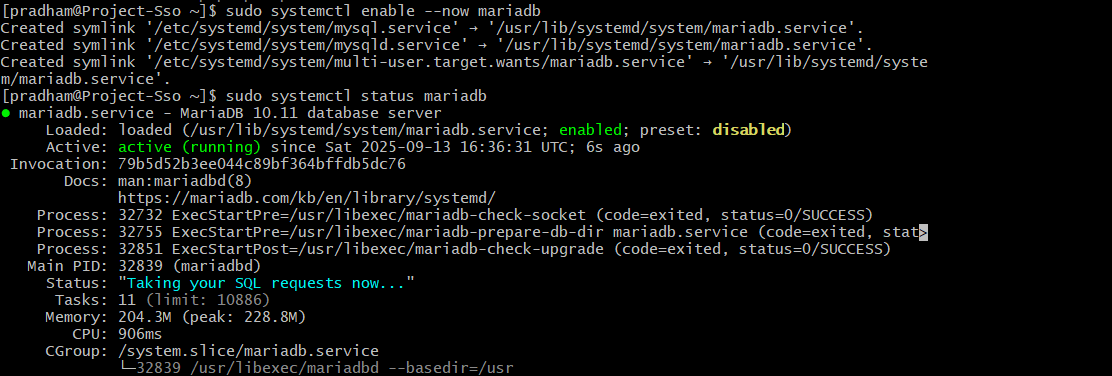 [pradham@Project-Sso ~]$ sudo systemctl enable --now mariadb
Created symlink '/etc/systemd/system/mysql.service' → '/usr/lib/systemd/system/mariadb.service'.
Created symlink '/etc/systemd/system/mysqld.service' → '/usr/lib/systemd/system/mariadb.service'.
Created symlink '/etc/systemd/system/multi-user.target.wants/mariadb.service' → '/usr/lib/systemd/syste
m/mariadb.service'.
[pradham@Project-Sso ~]$ sudo systemctl status mariadb
● mariadb.service - MariaDB 10.11 database server
     Loaded: loaded (/usr/lib/systemd/system/mariadb.service; enabled; preset: disabled)
     Active: active (running) since Sat 2025-09-13 16:36:31 UTC; 6s ago
 Invocation: 79b5d52b3ee044c89bf364bffdb5dc76
       Docs: man:mariadbd(8)
             https://mariadb.com/kb/en/library/systemd/
    Process: 32732 ExecStartPre=/usr/libexec/mariadb-check-socket (code=exited, status=0/SUCCESS)
    Process: 32755 ExecStartPre=/usr/libexec/mariadb-prepare-db-dir mariadb.service (code=exited, stat>
    Process: 32851 ExecStartPost=/usr/libexec/mariadb-check-upgrade (code=exited, status=0/SUCCESS)
   Main PID: 32839 (mariadbd)
     Status: "Taking your SQL requests now..."
      Tasks: 11 (limit: 10886)
     Memory: 204.3M (peak: 228.8M)
        CPU: 906ms
     CGroup: /system.slice/mariadb.service
             └─32839 /usr/libexec/mariadbd --basedir=/usr